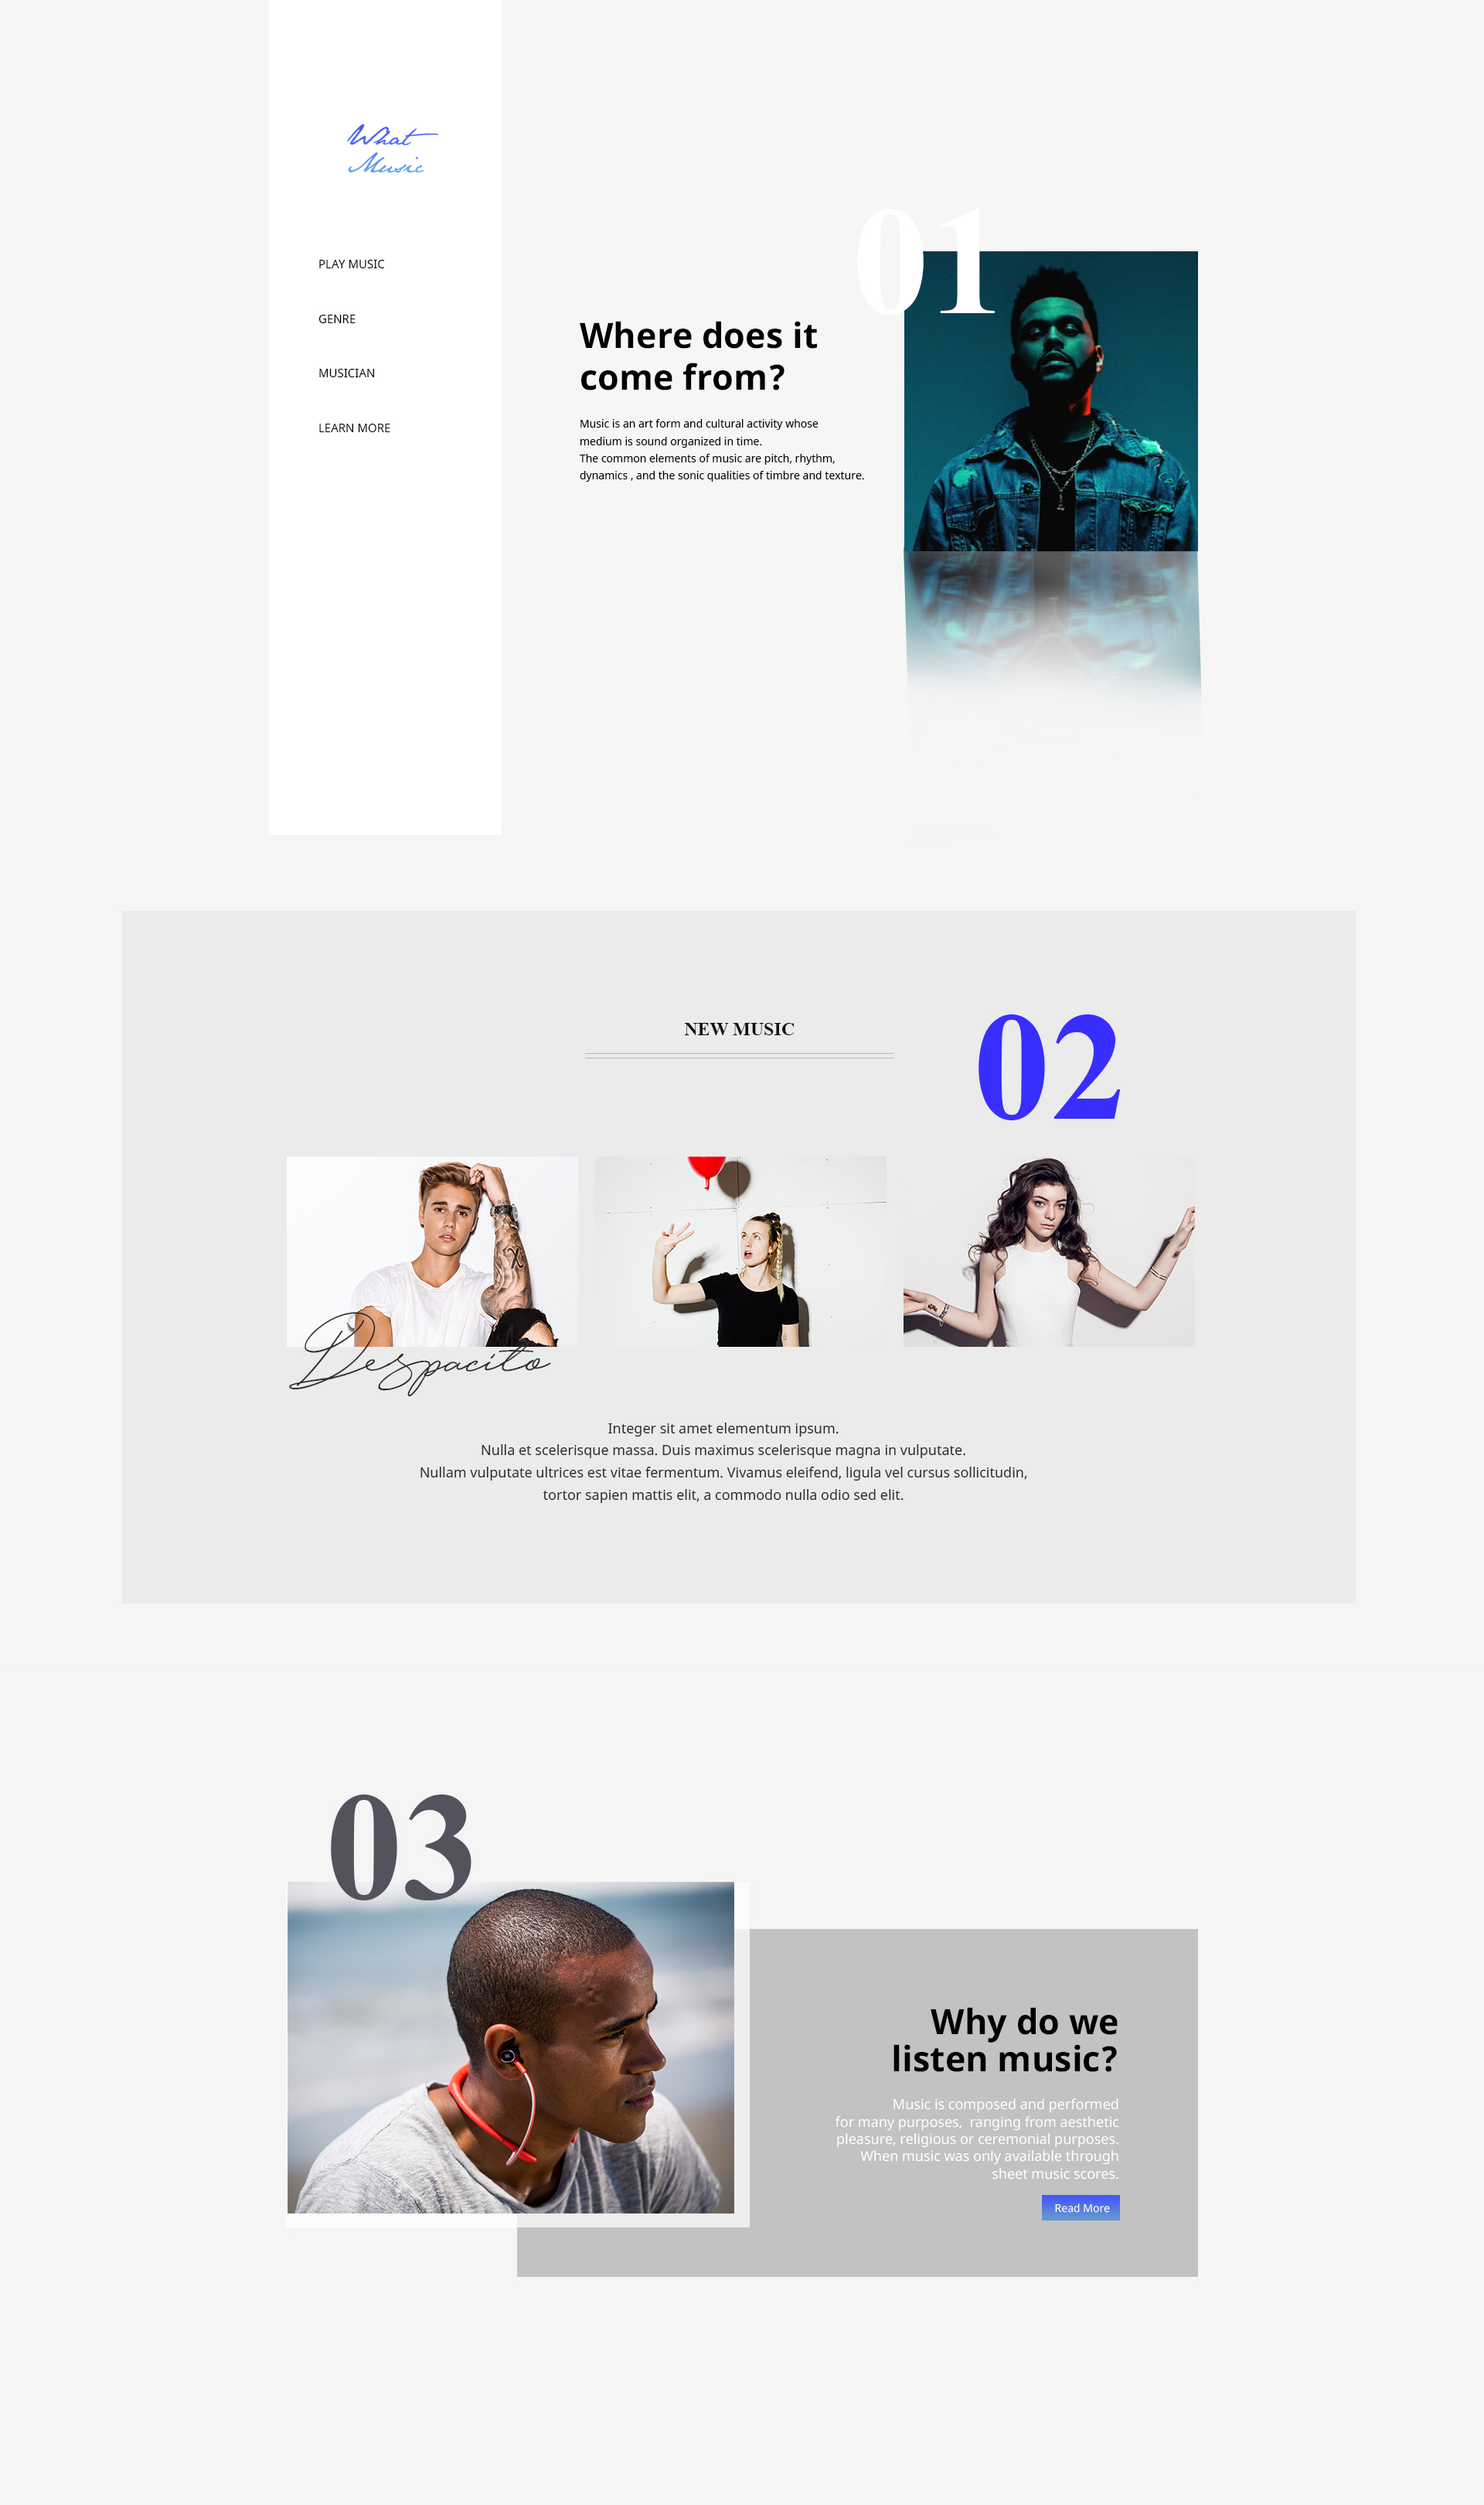 What
Music
PLAY MUSIC
GENRE
MUSICIAN
LEARN MORE
01
Where does it
come from?
Music is an art form and cultural activity whose
medium is sound organized in time.
The common elements of music are pitch, rhythm,
dynamics , and the sonic qualities of timbre and texture.
NEW MUSIC
02
Despacito
Integer sit amet elementum ipsum.
Nulla et scelerisque massa. Duis maximus scelerisque magna in vulputate.
Nullam vulputate ultrices est vitae fermentum. Vivamus eleifend, ligula vel cursus sollicitudin,
tortor sapien mattis elit, a commodo nulla odio sed elit.
03
Why do we
listen music?
Music is composed and performed
for many purposes,  ranging from aesthetic
pleasure, religious or ceremonial purposes.
When music was only available through
sheet music scores.
Read More